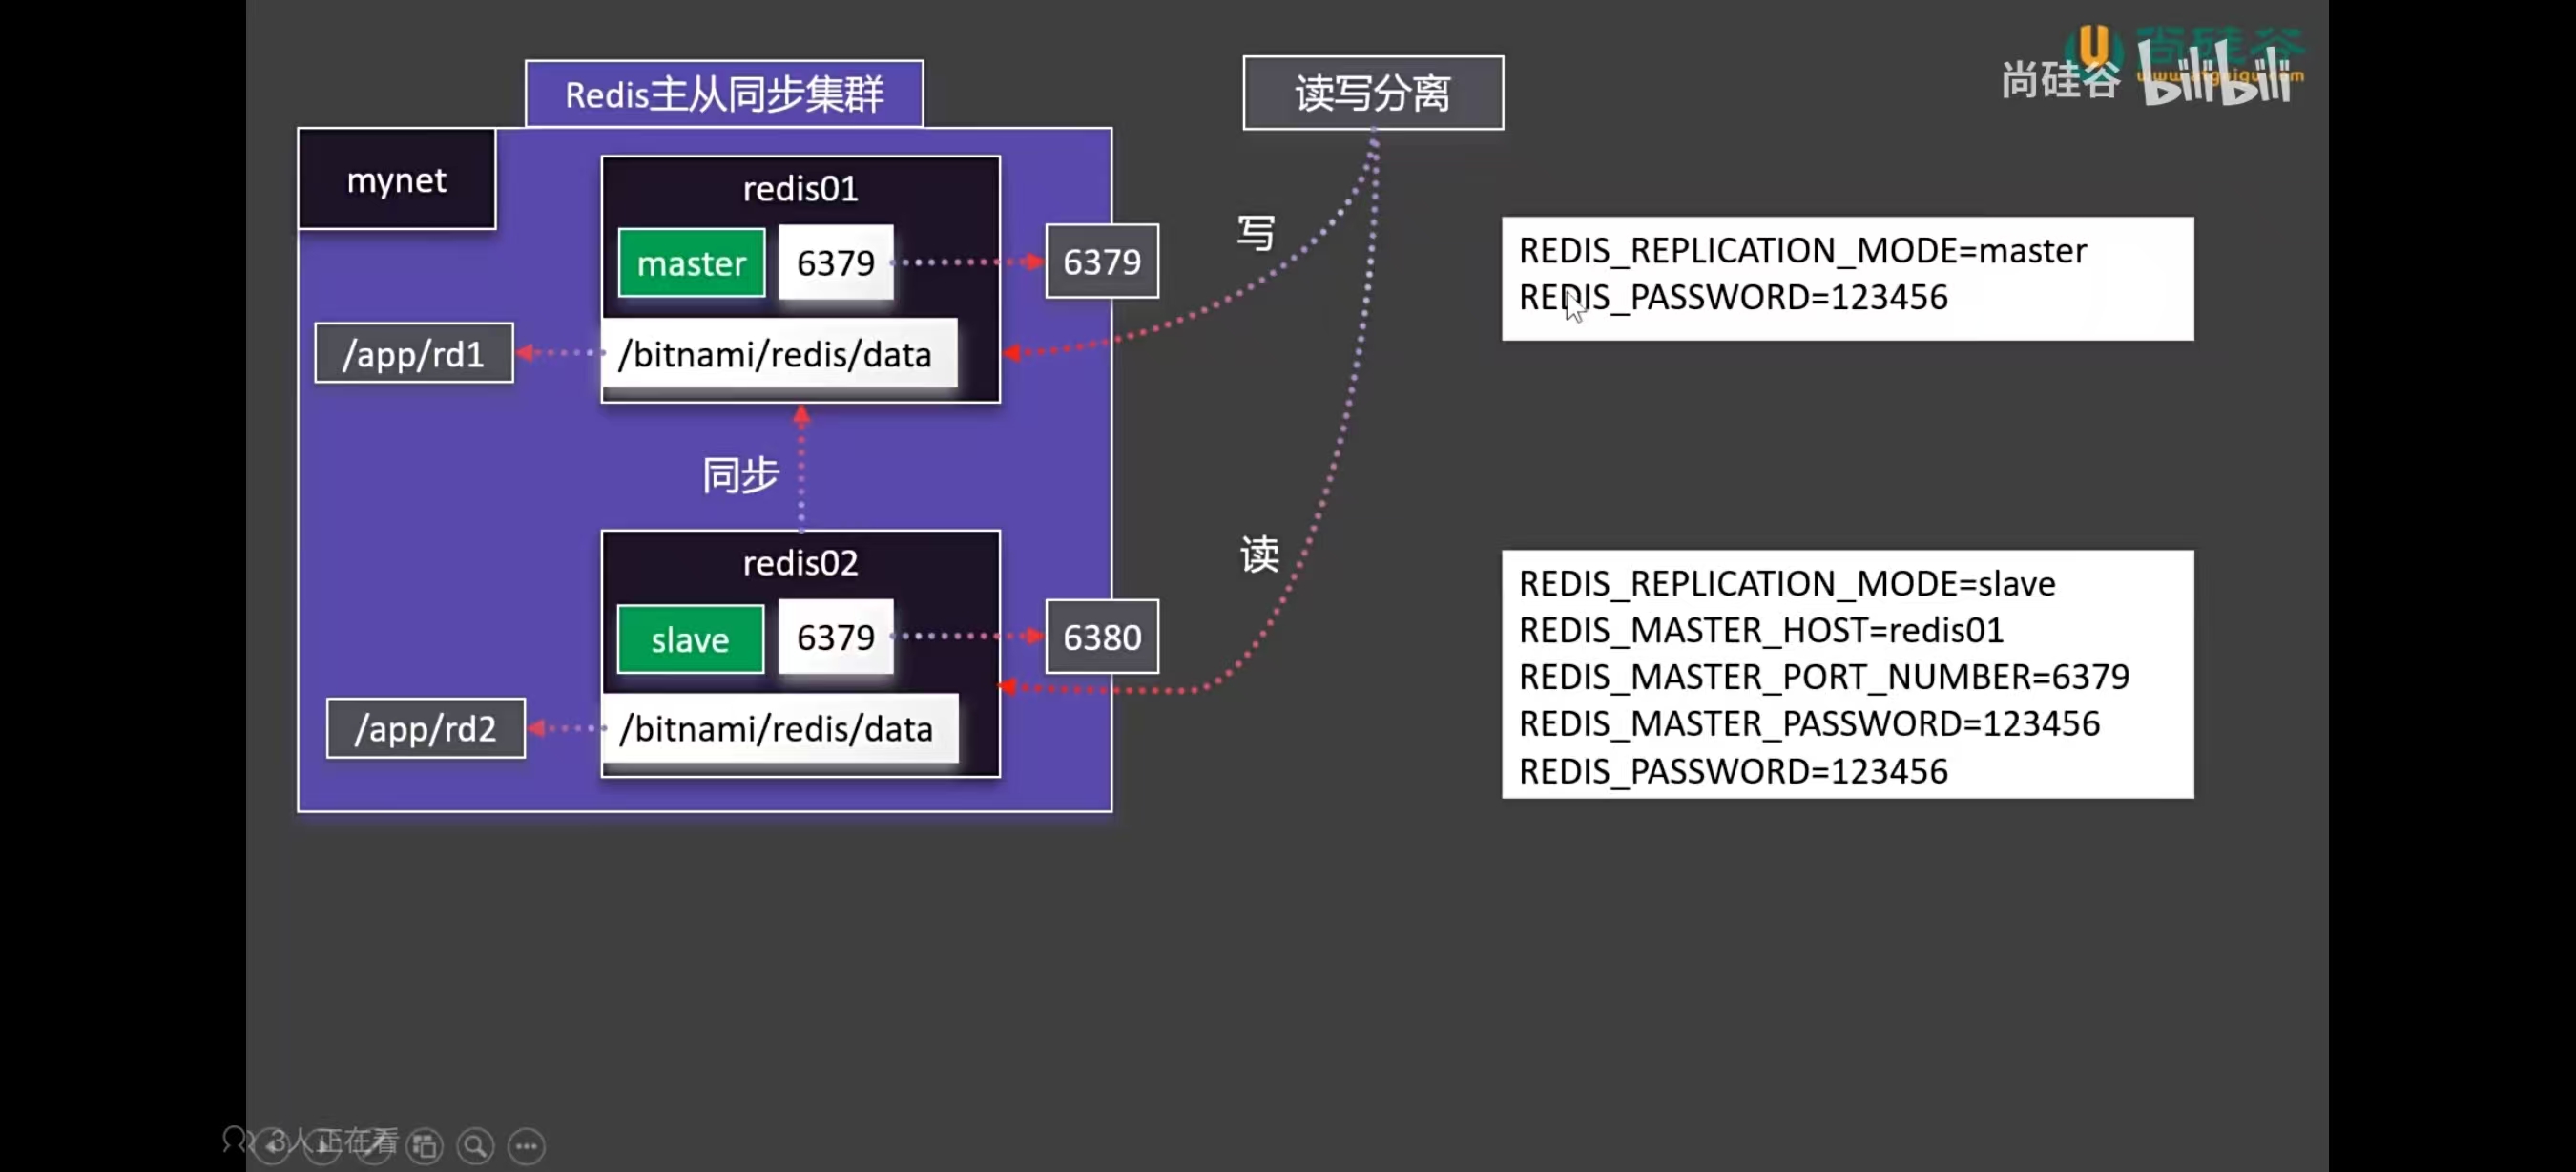 Redis主从同步集群
读写分离
尚硅谷
bilibili
mynet
redis01
master
6379
6379
/app/rd1
/bitnami/redis/data
写
同步
redis02
slave
6379
6380
/app/rd2
/bitnami/redis/data
读
REDIS_REPLICATION_MODE=master
REDIS_PASSWORD=123456
REDIS_REPLICATION_MODE=slave
REDIS_MASTER_HOST=redis01
REDIS_MASTER_PORT_NUMBER=6379
REDIS_MASTER_PASSWORD=123456
REDIS_PASSWORD=123456
3人正在看